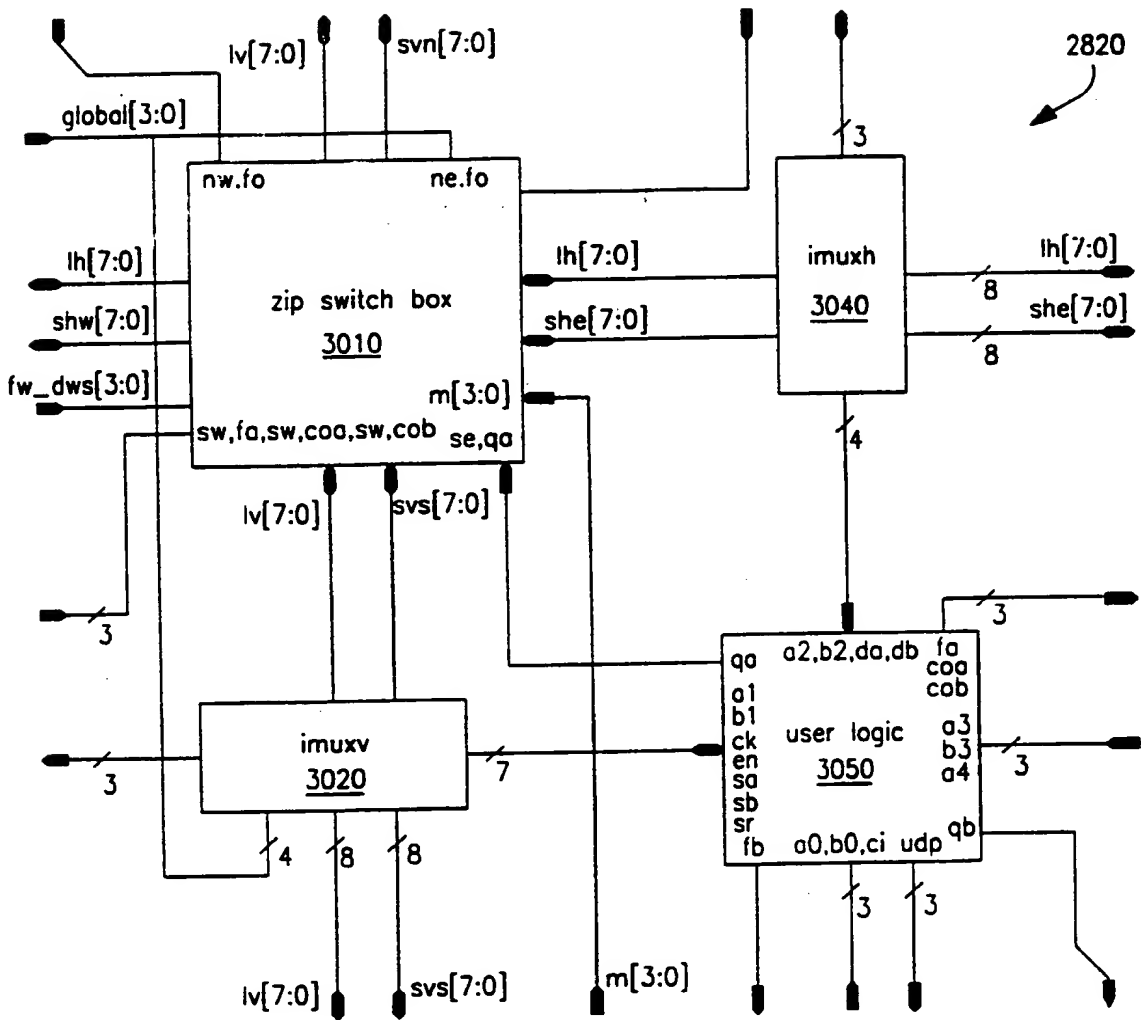 lv[7:0]
svn[7:0]
2820
global[3:0]
3
nw.fo
ne.fo
lh[7:0]
lh[7:0]
imuxh
lh[7:0]
zip switch box
8
shw[7:0]
3010
she[7:0]
3040
she[7:0]
8
fw_dws[3:0]
m[3:0]
sw,fa,sw,coa,sw,cob
se,qa
4
lv[7:0]
svs[7:0]
3
3
qa
a2,b2,da,db
fa
coa
cob
a1
b1
ck
en
sa
sb
sr
user logic
3050
a3
b3
a4
3
imuxv
3020
3
7
fb
a0,b0,ci
udp
qb
4
8
8
3
3
lv[7:0]
svs[7:0]
m[3:0]